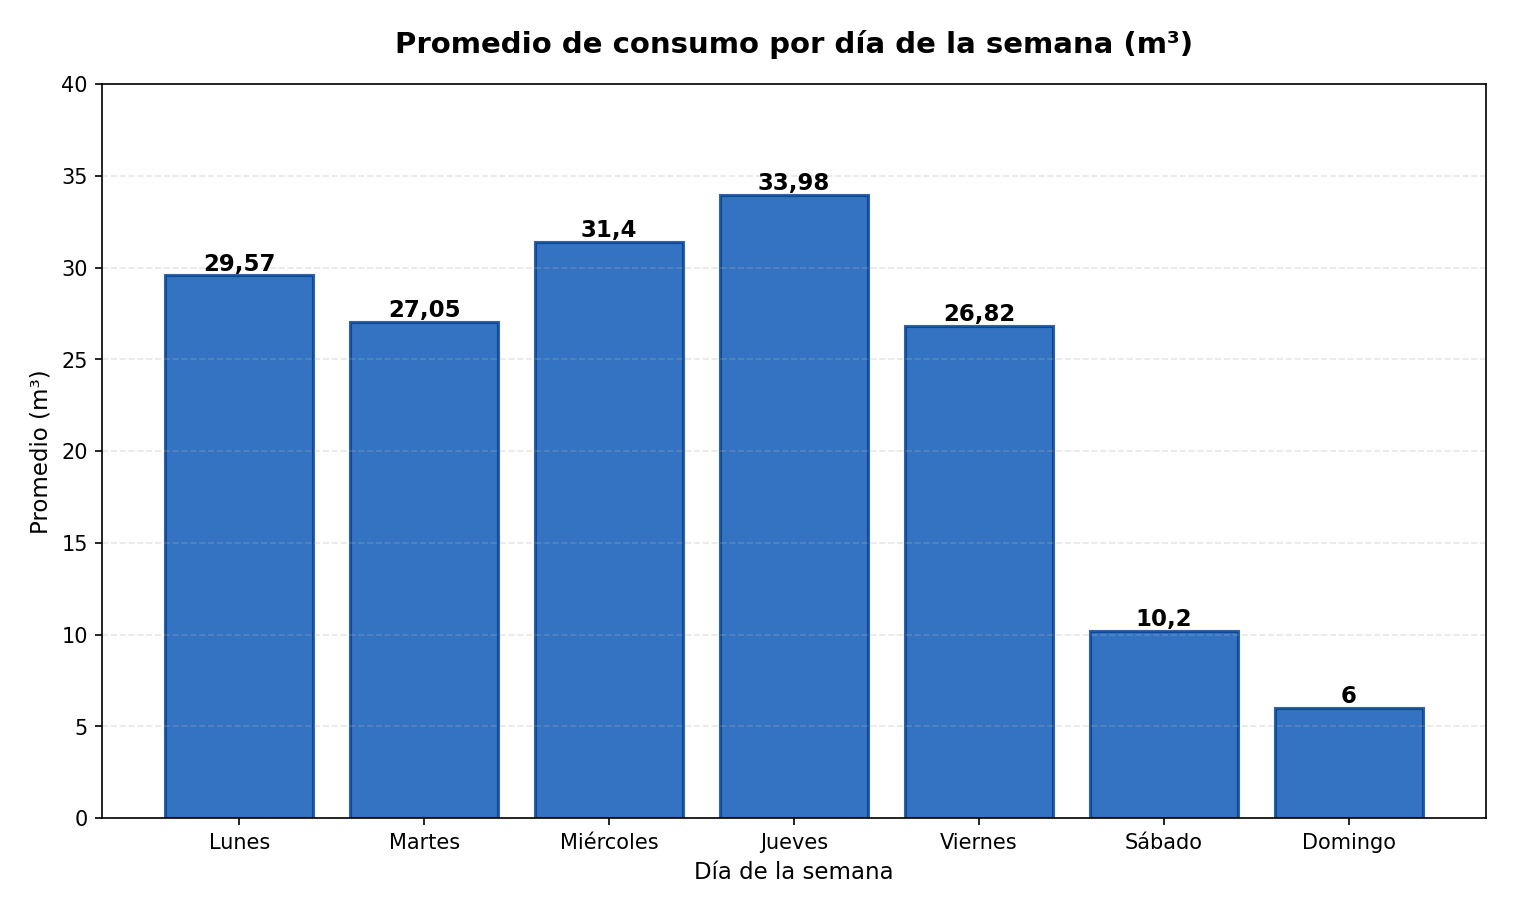 Promedio de consumo por día de la semana (m³)
Promedio (m³)
40
35
30
25
20
15
10
5
0
29,57
27,05
31,4
33,98
26,82
10,2
6
Lunes
Martes
Miércoles
Jueves
Viernes
Sábado
Domingo
Día de la semana